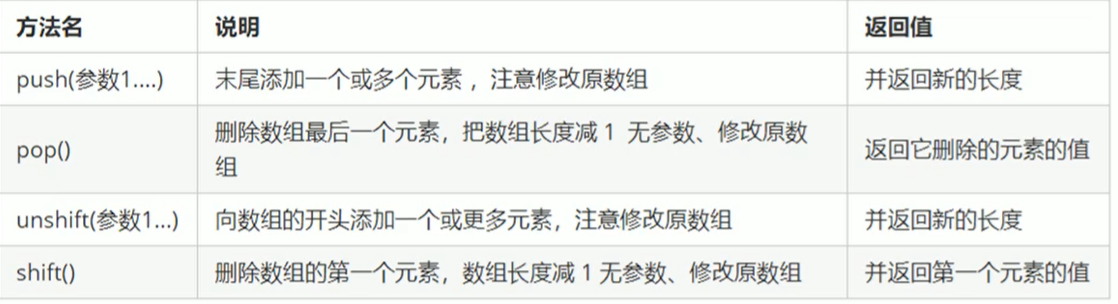 方法名 说明 返回值
push(参数1....) 末尾添加一个或多个元素，注意修改原数组 并返回新的长度
pop() 删除数组最后一个元素，把数组长度减 1 无参数、修改原数 返回它删除的元素的值
组
unshift(参数1...) 向数组的开头添加一个或更多元素，注意修改原数组 并返回新的长度
shift() 删除数组的第一个元素，数组长度减 1 无参数、修改原数组 并返回第一个元素的值